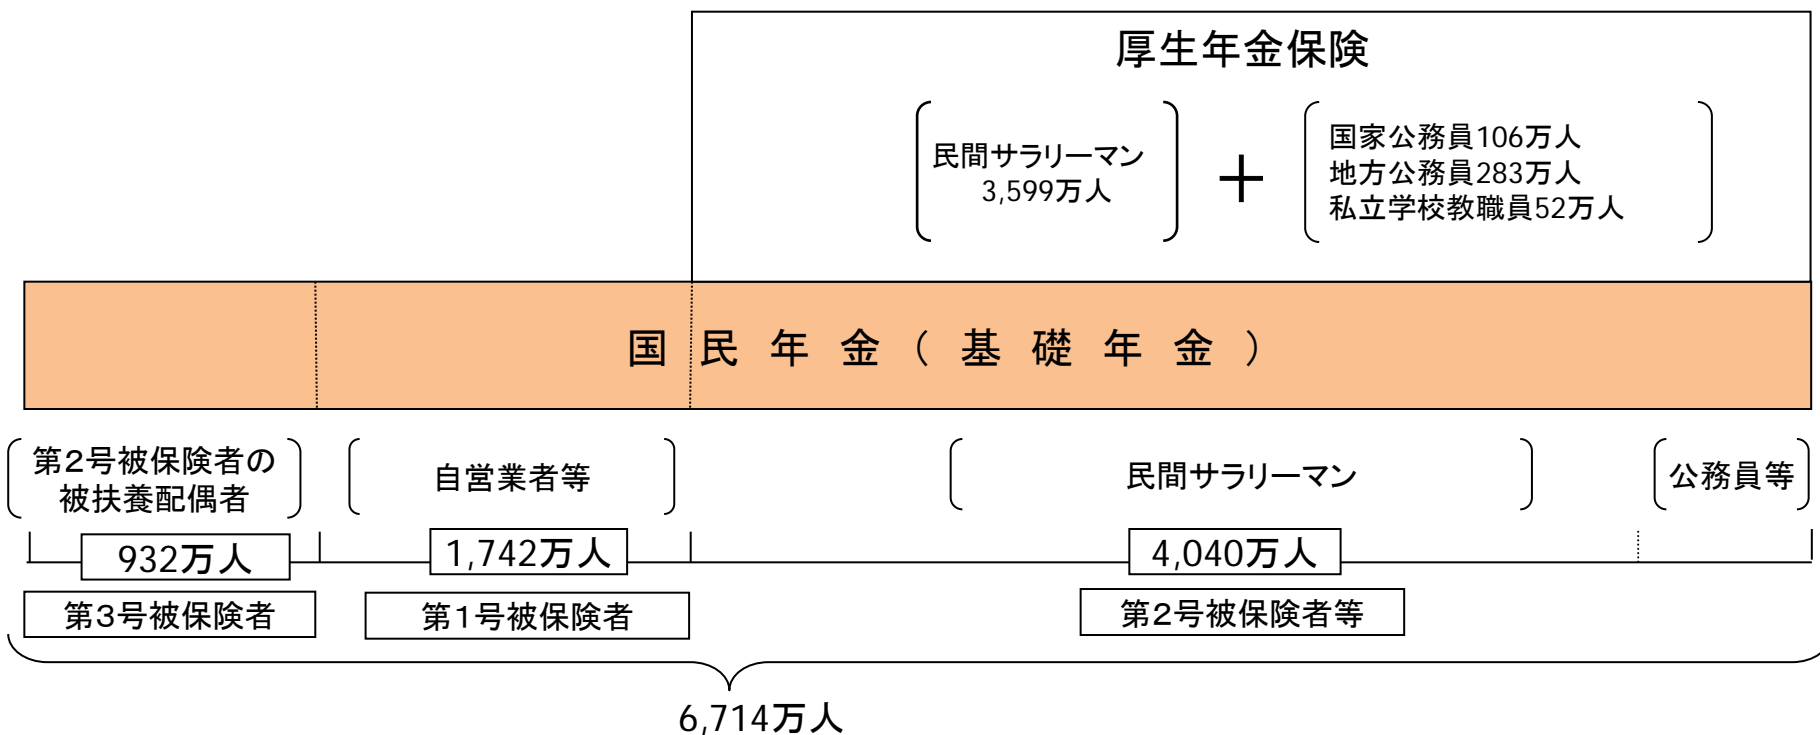 厚生年金保険
民間サラリーマン
3,599万人
+
国家公務員106万人
地方公務員283万人
私立学校教職員52万人
国民年金(基礎年金)
第2号被保険者の
被扶養配偶者
自営業者等
民間サラリーマン
公務員等
932万人
1,742万人
4,040万人
第3号被保険者
第1号被保険者
第2号被保険者等
6,714万人